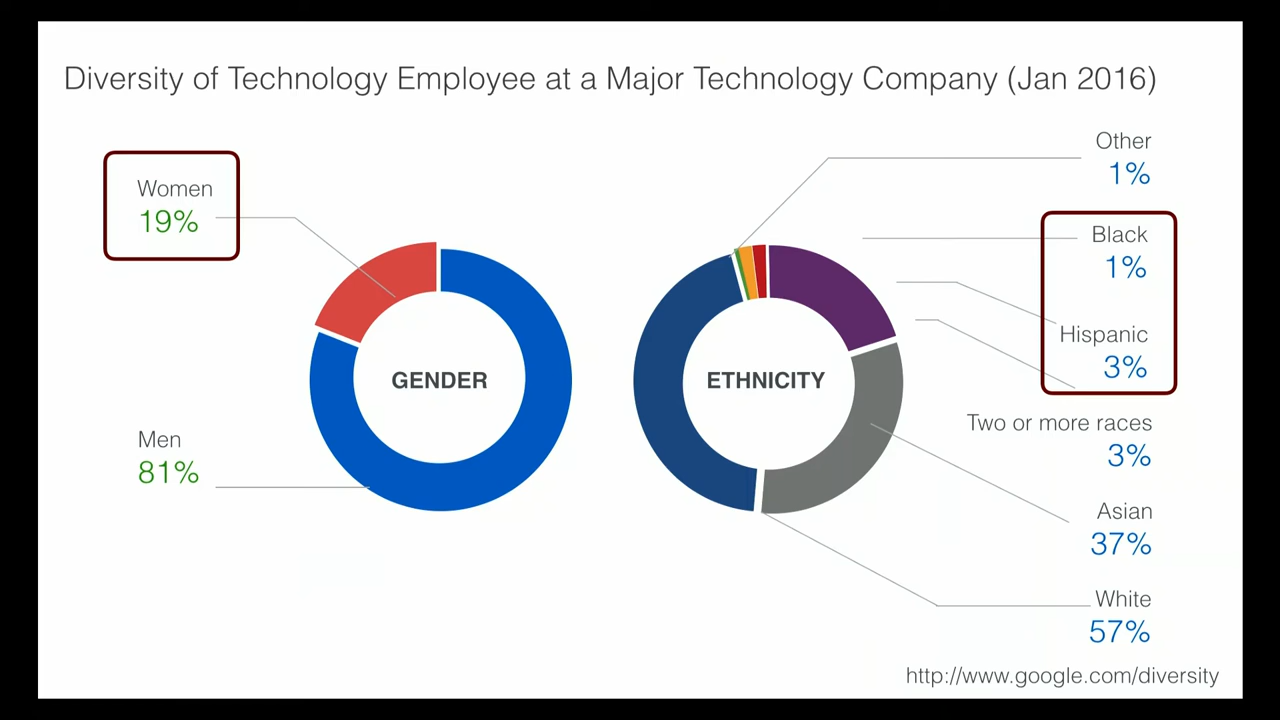 Diversity of Technology Employee at a Major Technology Company (Jan 2016)
Women
19%
Men
81%
GENDER
ETHNICITY
Other
1%
Black
1%
Hispanic
3%
Two or more races
3%
Asian
37%
White
57%
http://www.google.com/diversity